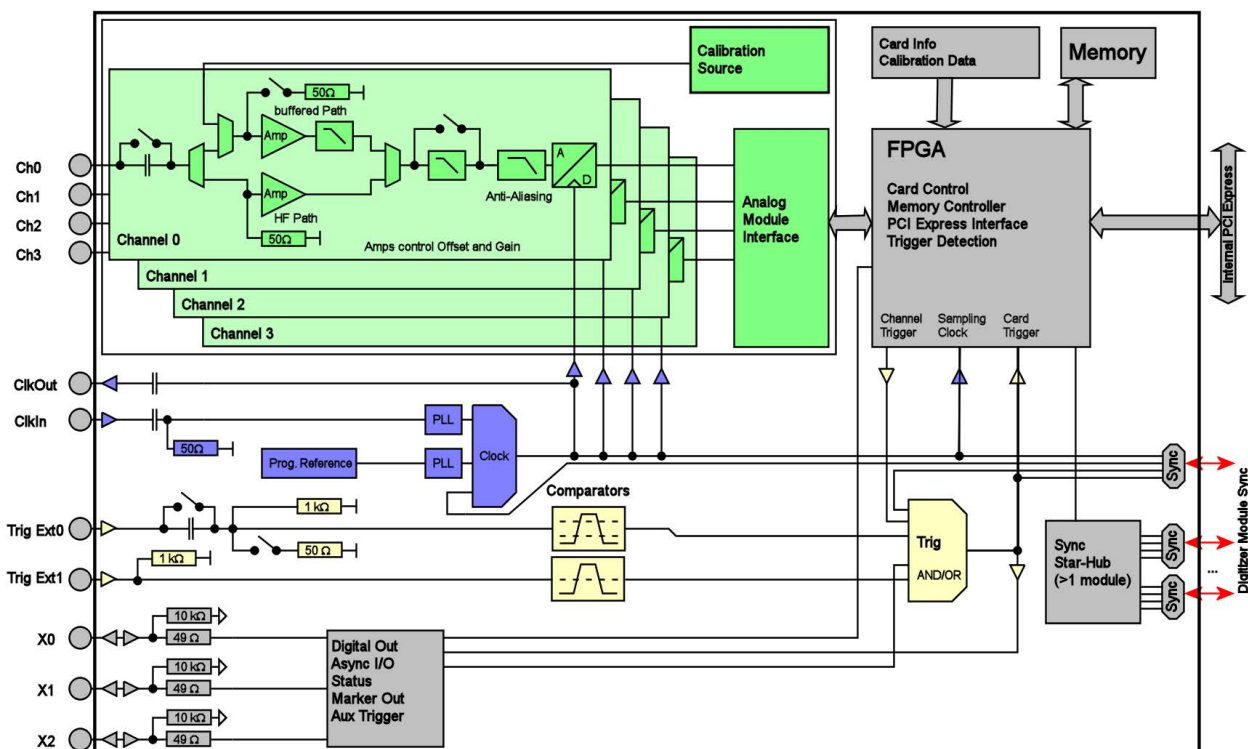 Calibration
Source
Card Info
Calibration Data
Memory
50Ω
buffered Path
Amp
Amp
HF Path
50Ω
Anti-Aliasing
A
D
Channel 0
Amps control Offset and Gain
Channel 1
Channel 2
Channel 3
Ch0
Ch1
Ch2
Ch3
Analog
Module
Interface
FPGA
Card Control
Memory Controller
PCI Express Interface
Trigger Detection
Channel
Trigger
Sampling
Clock
Card
Trigger
Internal PCI Express
ClkOut
ClkIn
50Ω
PLL
Prog. Reference
PLL
Clock
Trig Ext0
1 kΩ
50 Ω
Comparators
Trig Ext1
1 kΩ
Trig
AND/OR
Sync
Star-Hub
(>1 module)
Sync
Sync
...
Sync
Digitizer Module Sync
X0
10 kΩ
49 Ω
X1
10 kΩ
49 Ω
X2
10 kΩ
49 Ω
Digital Out
Async I/O
Status
Marker Out
Aux Trigger